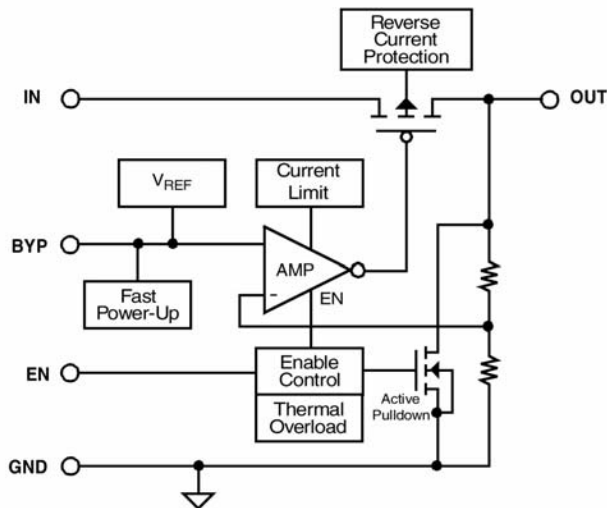 Reverse
Current
Protection
IN
OUT
VREF
Current
Limit
BYP
AMP
-
EN
Fast
Power-Up
EN
Enable
Control
Thermal
Overload
Active
Pulldown
GND